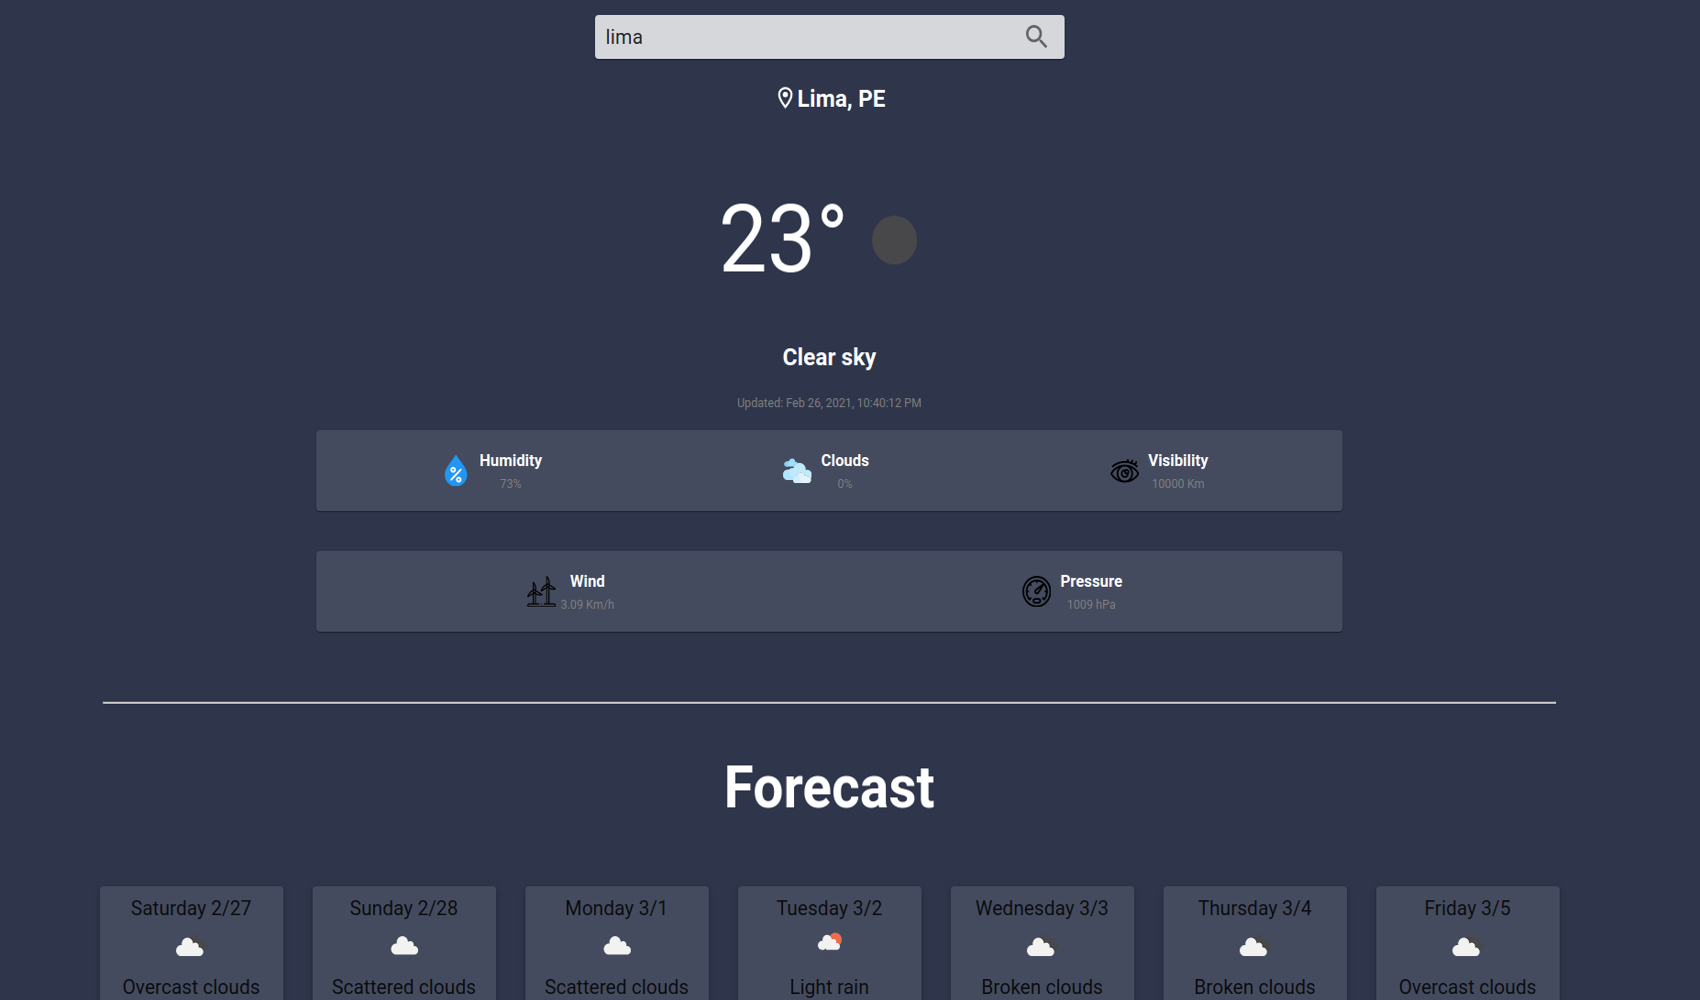 lima
Lima, PE
23°
Clear sky
Updated: Feb 26, 2021, 10:40:12 PM
Humidity
73%
Clouds
0%
Visibility
10000 Km
Wind
3.09 Km/h
Pressure
1009 hPa
Forecast
Saturday 2/27
Overcast clouds
Sunday 2/28
Scattered clouds
Monday 3/1
Scattered clouds
Tuesday 3/2
Light rain
Wednesday 3/3
Broken clouds
Thursday 3/4
Broken clouds
Friday 3/5
Overcast clouds